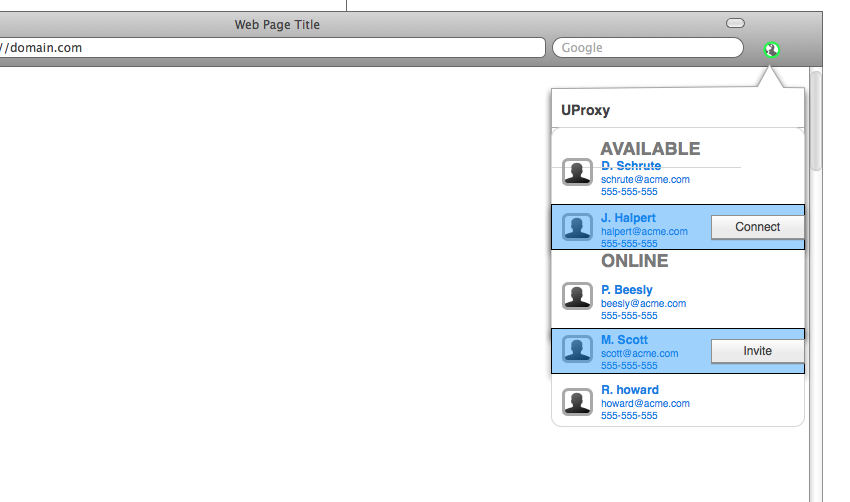 Web Page Title
//domain.com
Google
UProxy
AVAILABLE
D. Schrute
schrute@acme.com
555-555-555
J. Halpert
halpert@acme.com
555-555-555
Connect
ONLINE
P. Beesly
beesly@acme.com
555-555-555
M. Scott
scott@acme.com
555-555-555
Invite
R. howard
howard@acme.com
555-555-555